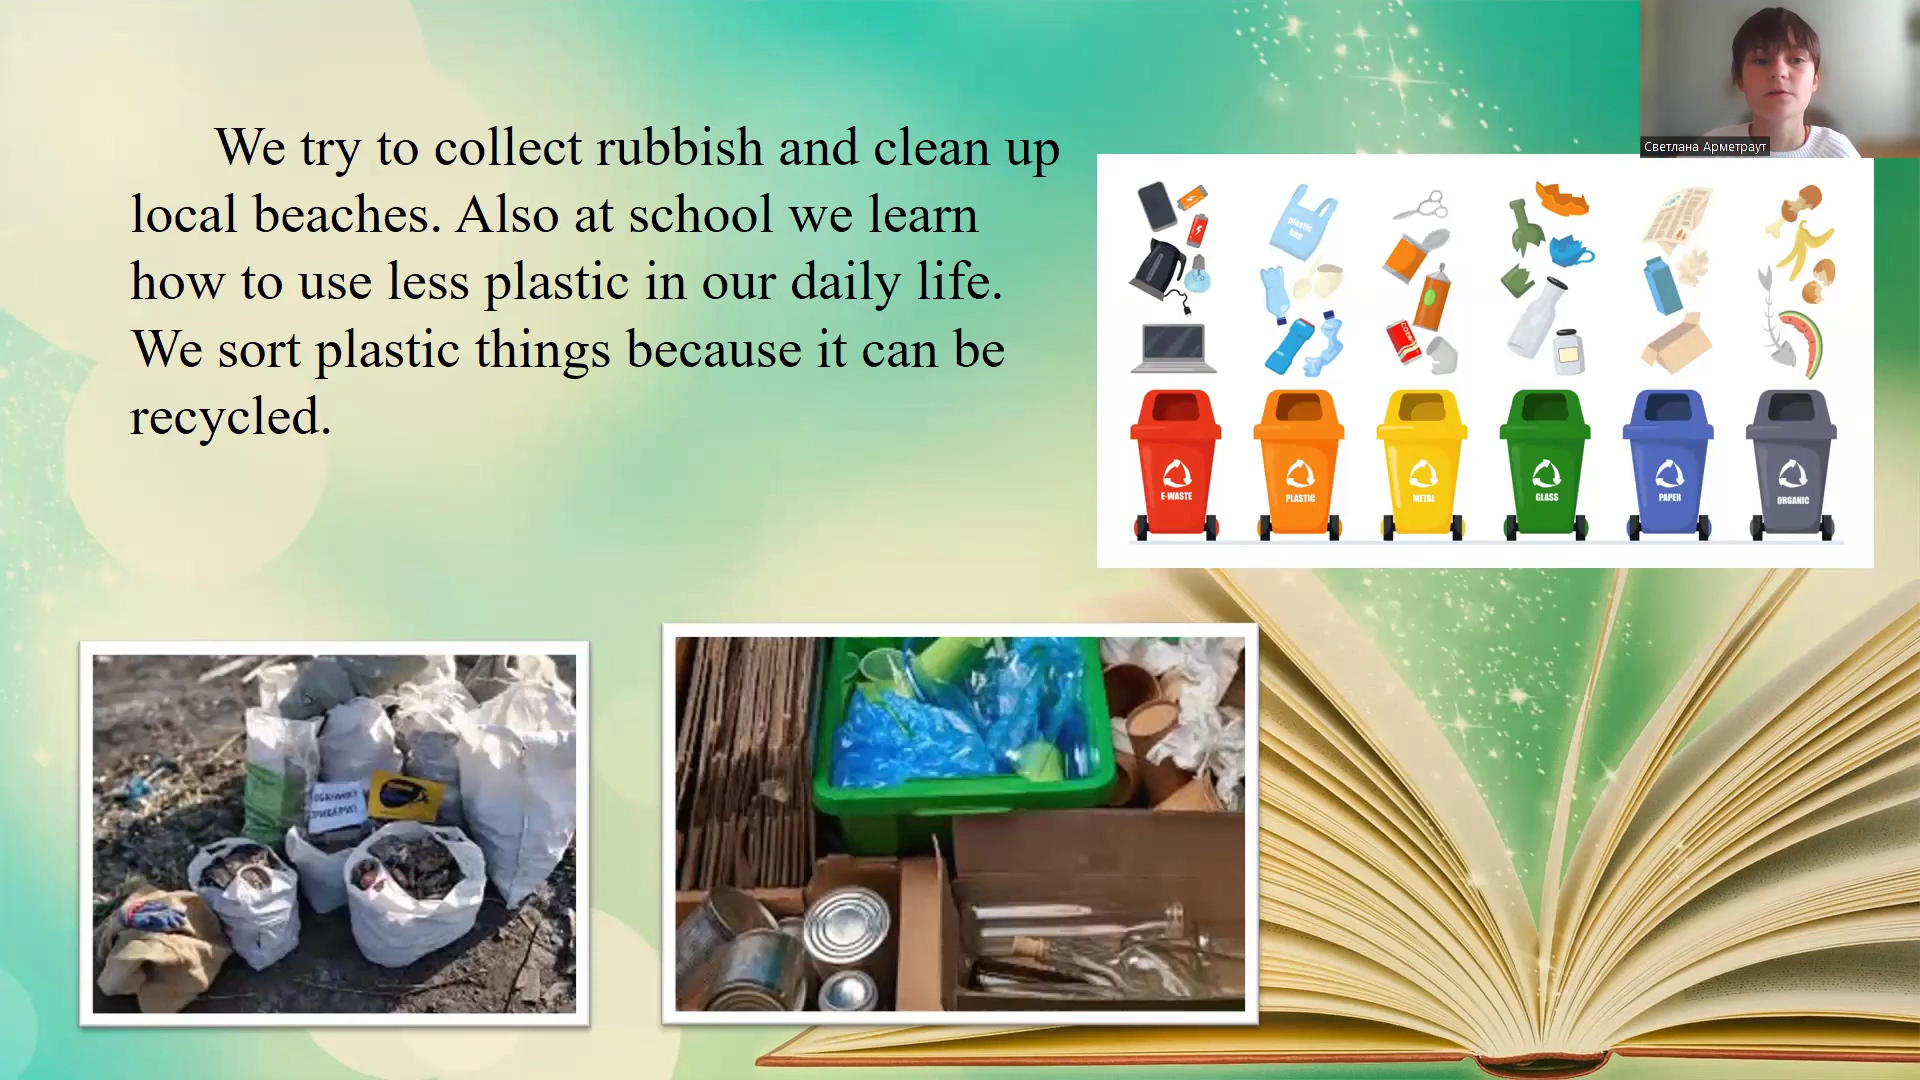 Светлана Арметраут
We try to collect rubbish and clean up
local beaches. Also at school we learn
how to use less plastic in our daily life.
We sort plastic things because it can be
recycled.
plastic
bag
E-WASTE
PLASTIC
METAL
GLASS
PAPER
ORGANIC